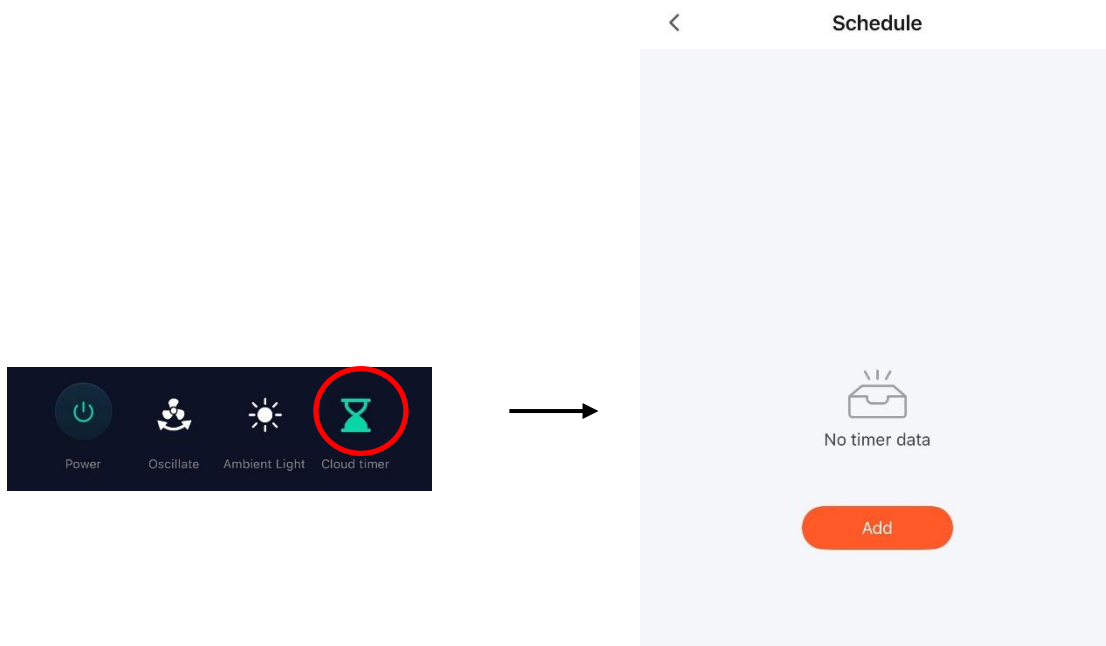 Schedule
Power
Oscillate
Ambient Light
Cloud timer
No timer data
Add